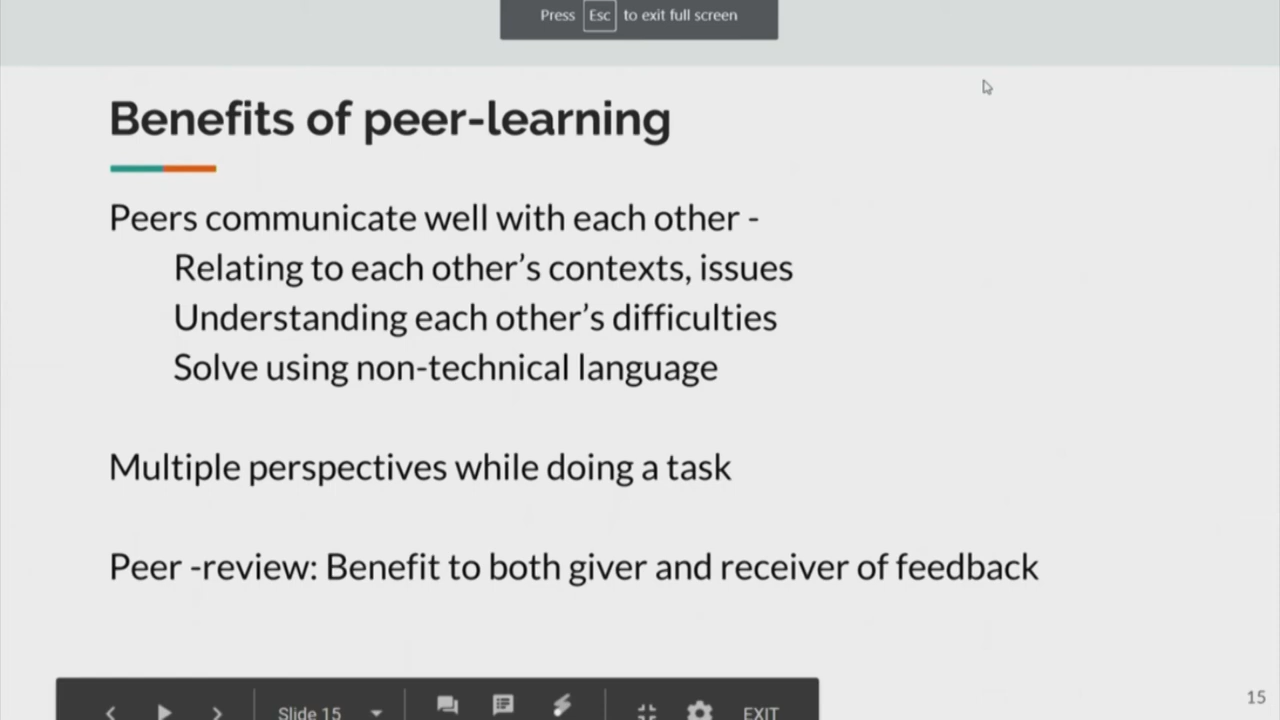 Press Esc to exit full screen
Benefits of peer-learning
Peers communicate well with each other -
Relating to each other's contexts, issues
Understanding each other's difficulties
Solve using non-technical language
Multiple perspectives while doing a task
Peer -review: Benefit to both giver and receiver of feedback
15
Slide 15
EXIT